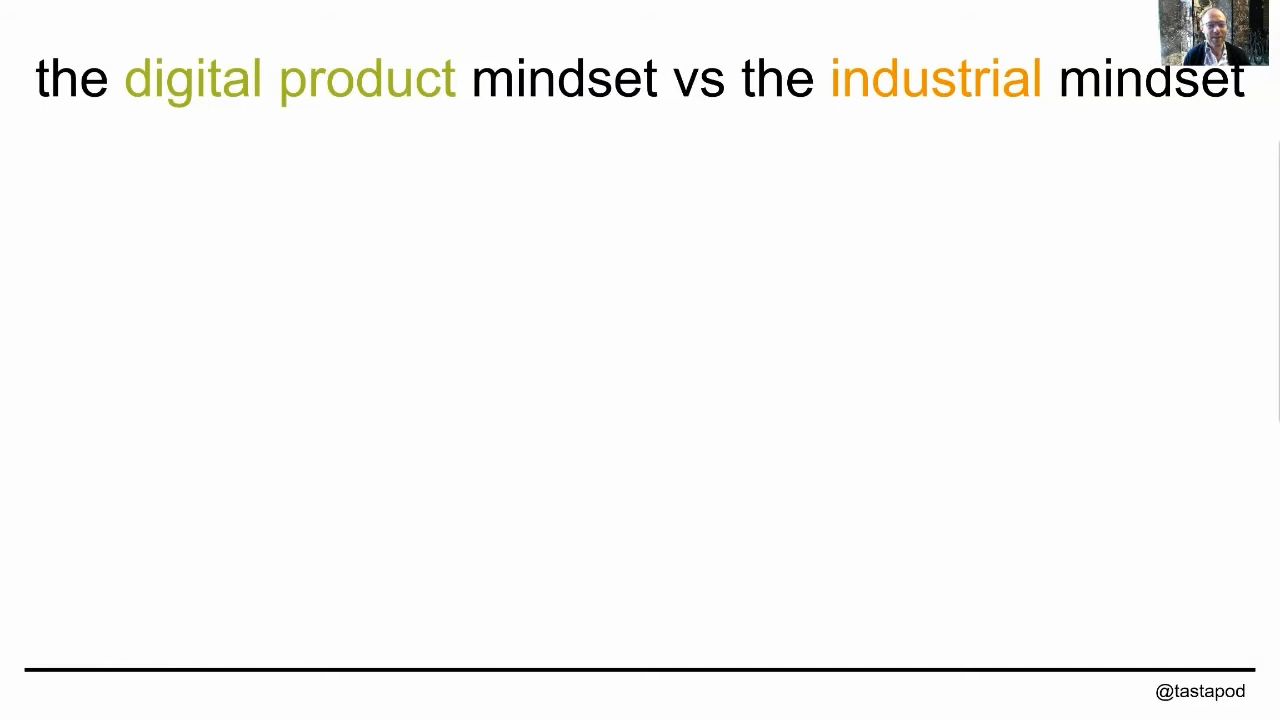 the digital product mindset vs the industrial mindset
@tastapod